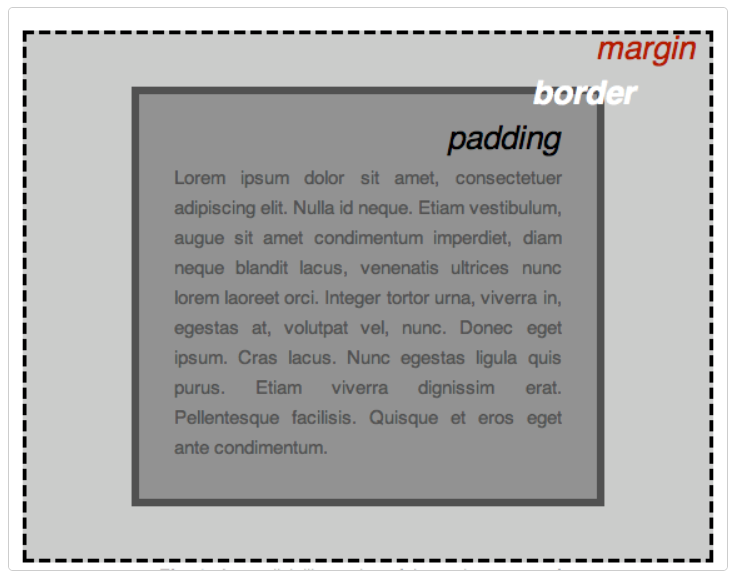 margin
border
padding
Lorem ipsum dolor sit amet, consectetuer
adipiscing elit. Nulla id neque. Etiam vestibulum,
augue sit amet condimentum imperdiet, diam
neque blandit lacus, venenatis ultrices nunc
lorem laoreet orci. Integer tortor urna, viverra in,
egestas at, volutpat vel, nunc. Donec eget
ipsum. Cras lacus. Nunc egestas ligula quis
purus. Etiam viverra dignissim erat.
Pellentesque facilisis. Quisque et eros eget
ante condimentum.